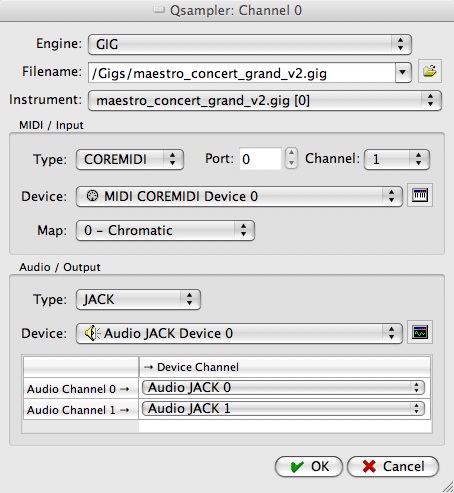 Qsampler: Channel 0
Engine: GIG
Filename: /Gigs/maestro_concert_grand_v2.gig
Instrument: maestro_concert_grand_v2.gig [0]
MIDI / Input
Type: COREMIDI Port: 0 Channel: 1
Device: MIDI COREMIDI Device 0
Map: 0 - Chromatic
Audio / Output
Type: JACK
Device: Audio JACK Device 0
→ Device Channel
Audio Channel 0 → Audio JACK 0
Audio Channel 1 → Audio JACK 1
OK Cancel